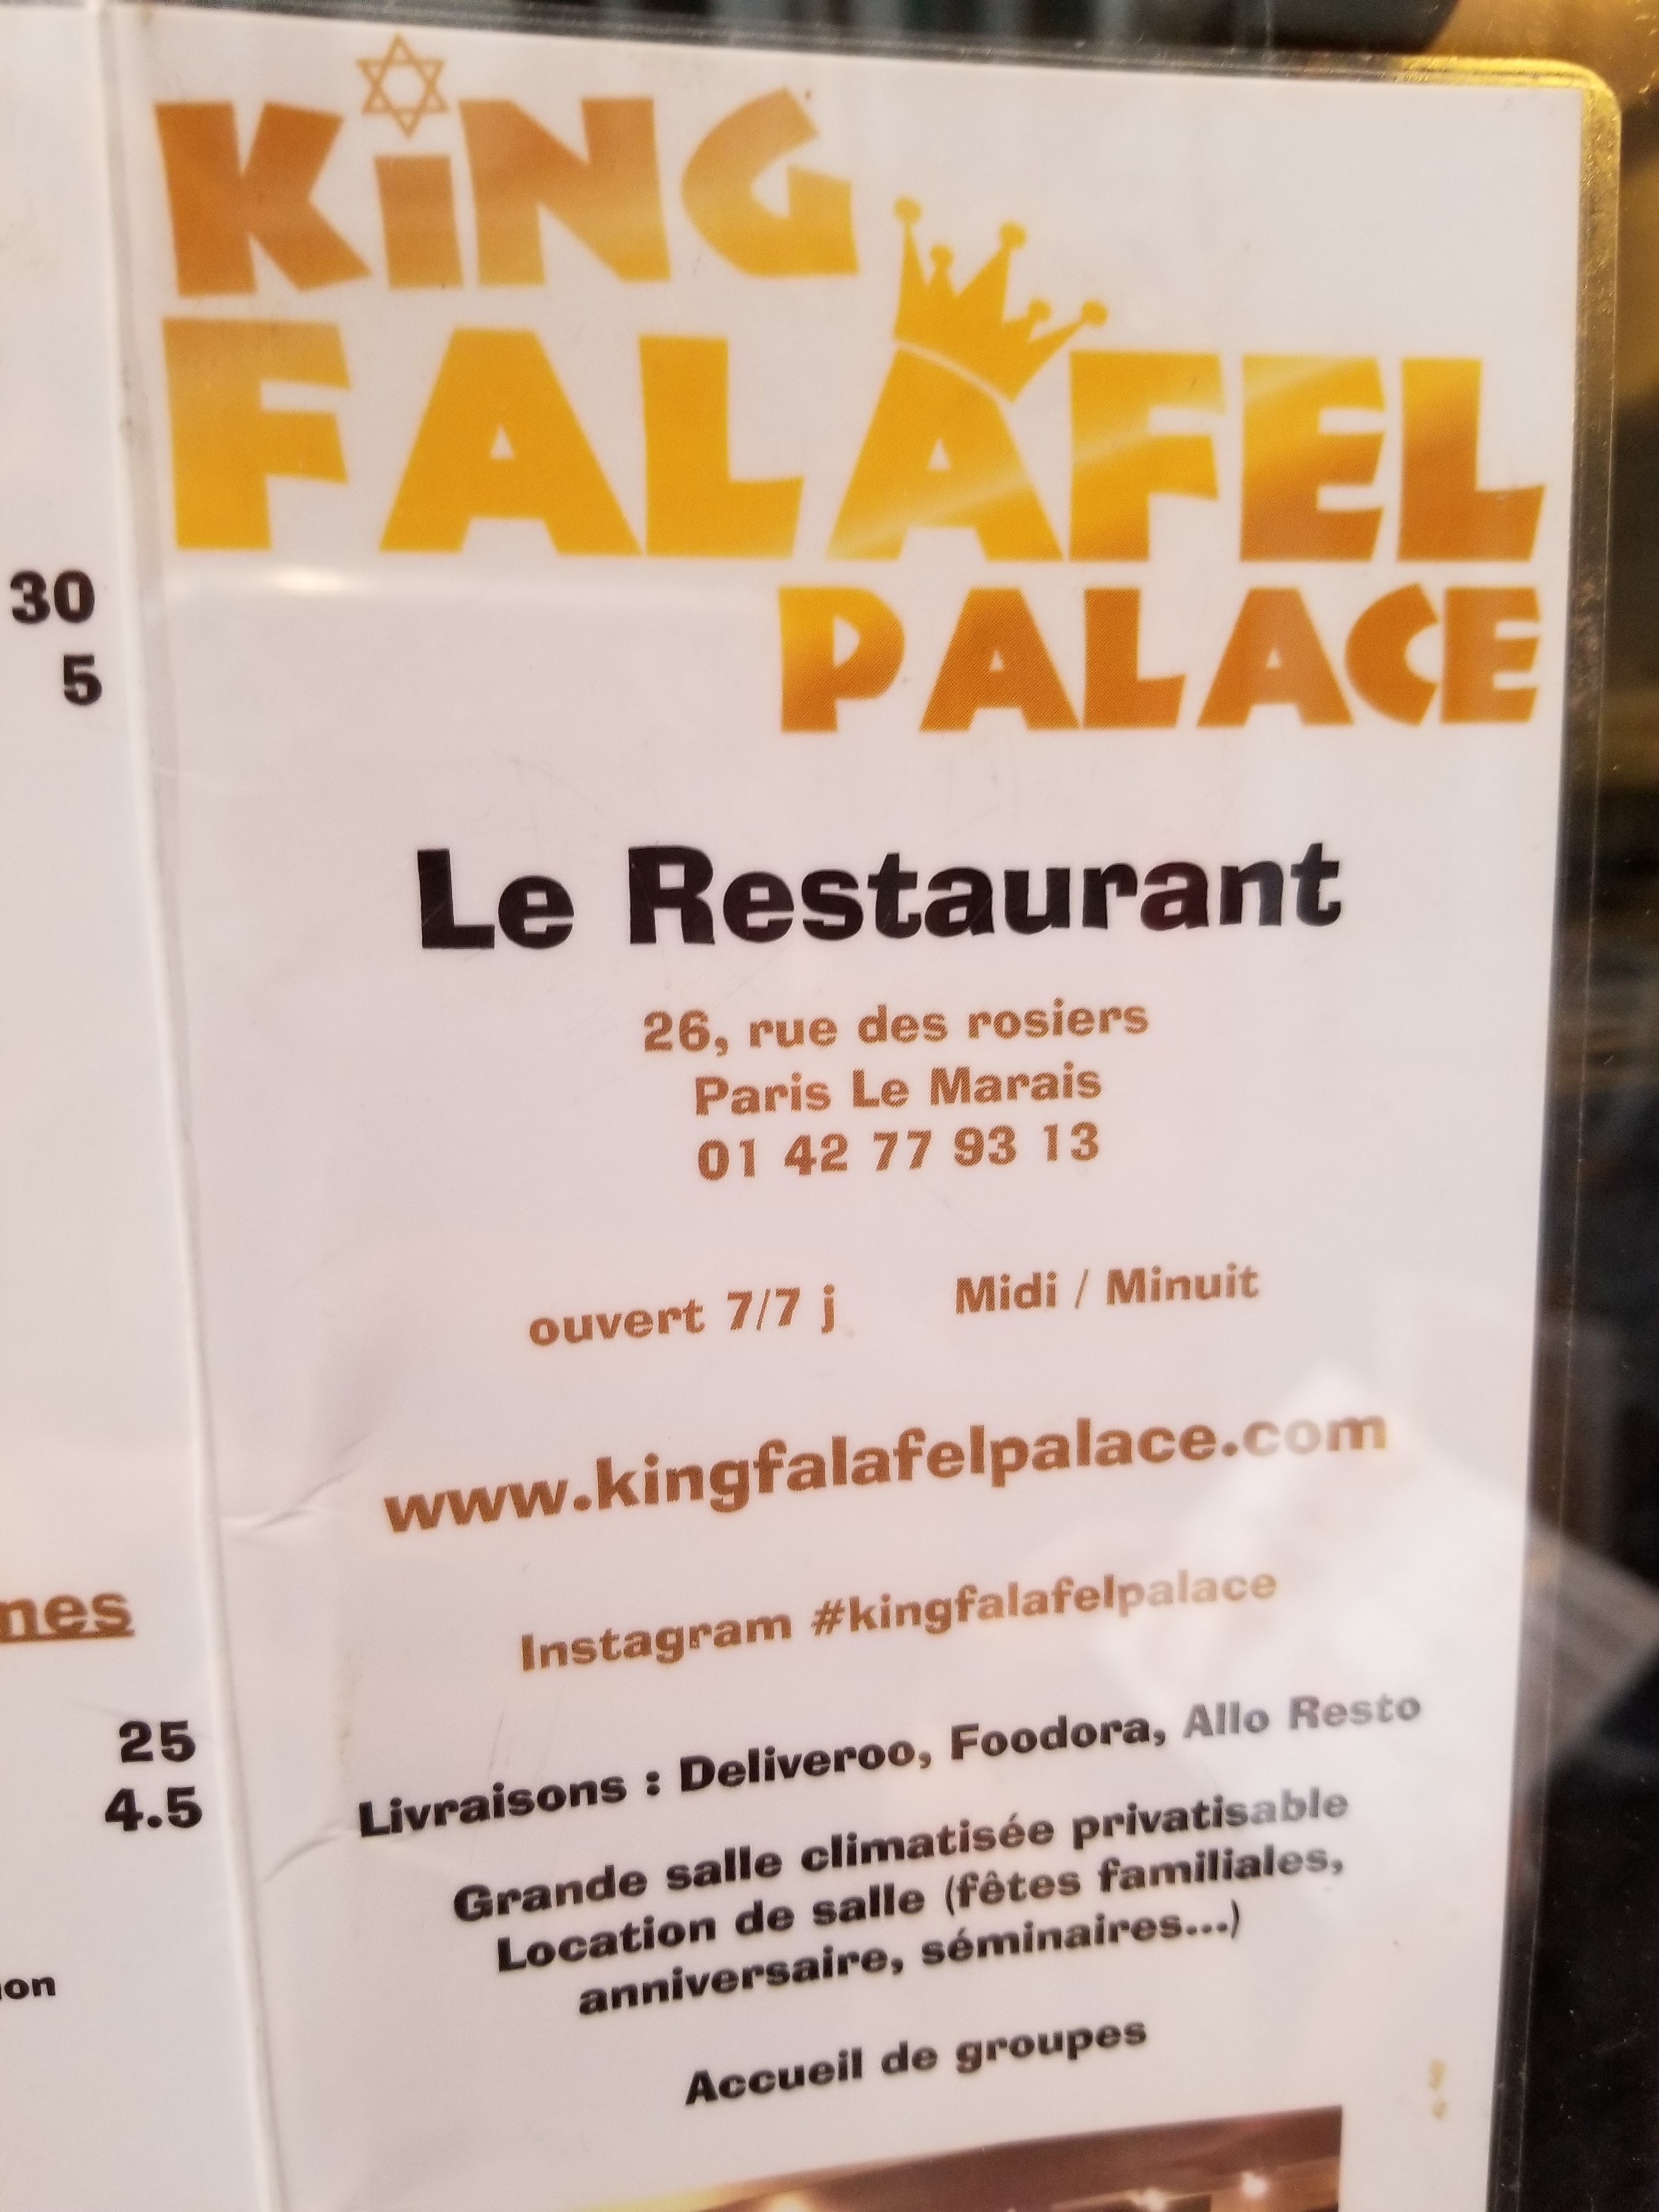 KiNG
FALAFEL
PALACE
30
5
Le Restaurant
26, rue des rosiers
Paris Le Marais
01 42 77 93 13
ouvert 7/7 j Midi / Minuit
www.kingfalafelpalace.com
Instagram #kingfalafelpalace
25
4.5
Livraisons : Deliveroo, Foodora, Allo Resto
Grande salle climatisée privatisable
Location de salle (fêtes familiales,
anniversaire, séminaires...)
Accueil de groupes